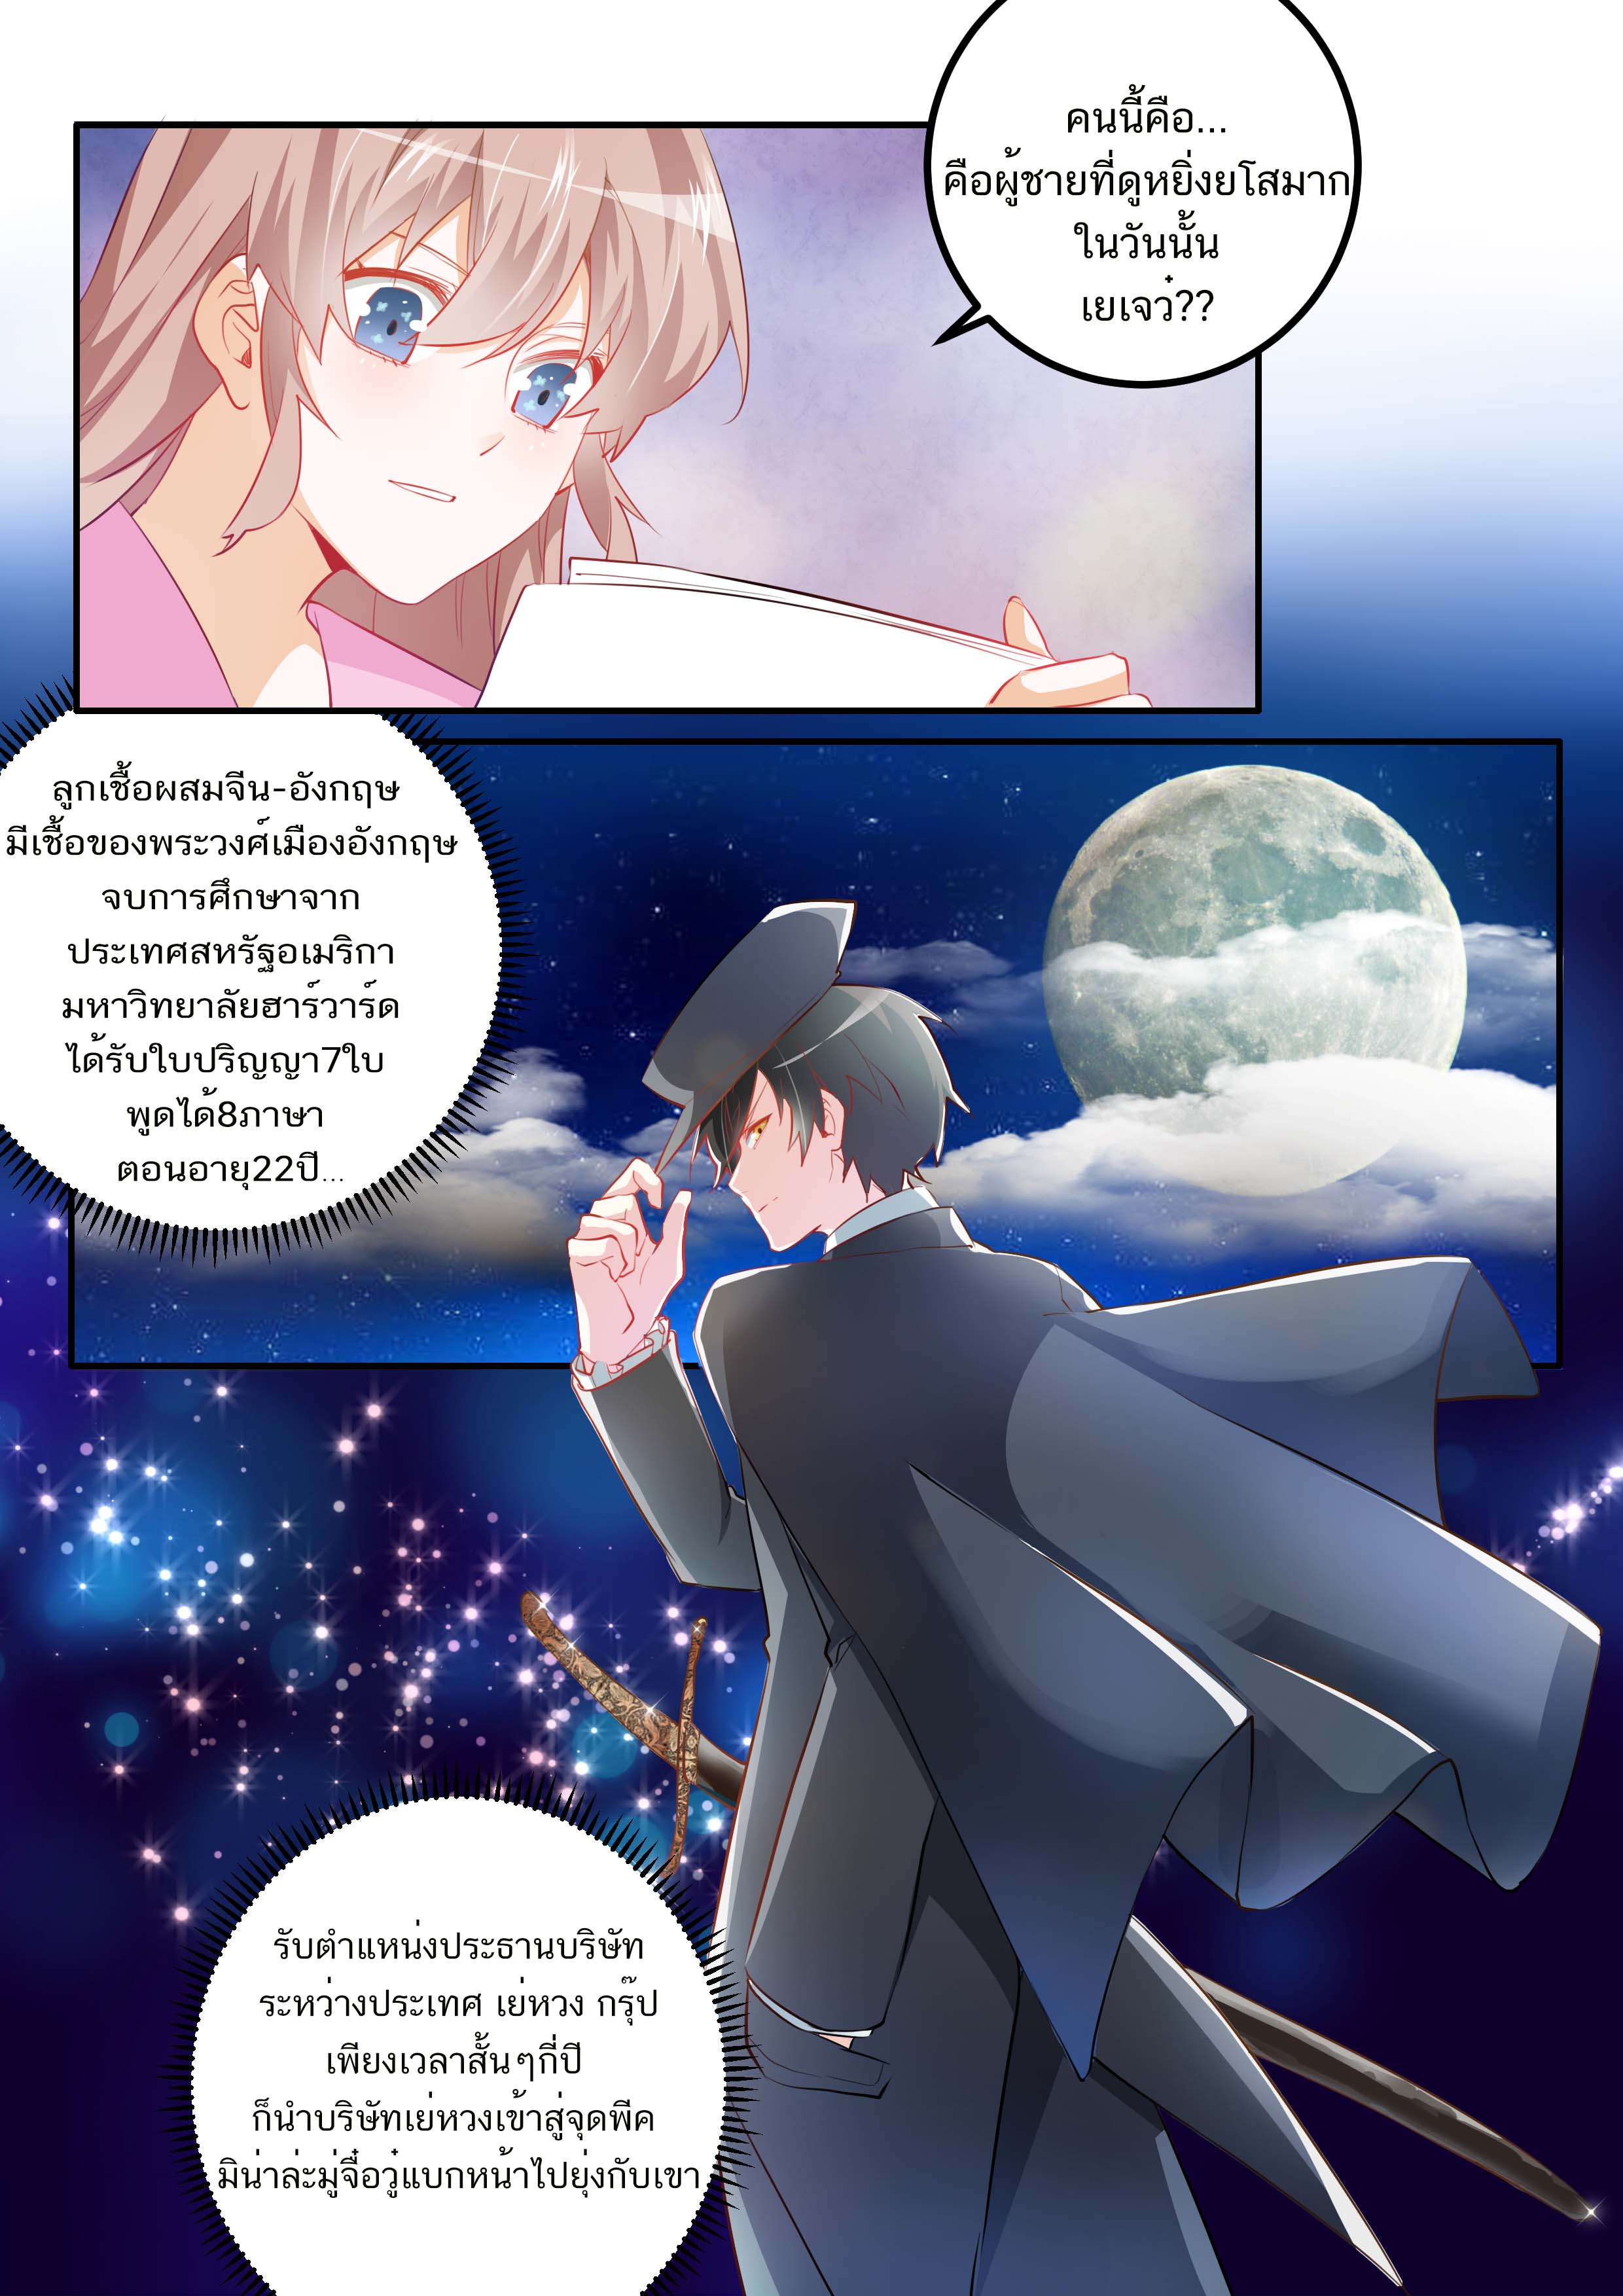 คนนี้คือ...
คือผู้ชายที่ดูหยิ่งยโสมาก
ในวันนั้น
เยเจว๋??
ลูกเชื้อผสมจีน-อังกฤษ
มีเชื้อของพระวงศ์เมืองอังกฤษ
จบการศึกษาจาก
ประเทศสหรัฐอเมริกา
มหาวิทยาลัยฮาร์วาร์ด
ได้รับใบปริญญา7ใบ
พูดได้8ภาษา
ตอนอายุ22ปี...
รับตำแหน่งประธานบริษัท
ระหว่างประเทศ เย่หวง กรุ๊ป
เพียงเวลาสั้นๆกี่ปี
ก็นำบริษัทเย่หวงเข้าสู่จุดพีค
มิน่าล่ะมู่จื๋อวู๋แบกหน้าไปยุ่งกับเขา